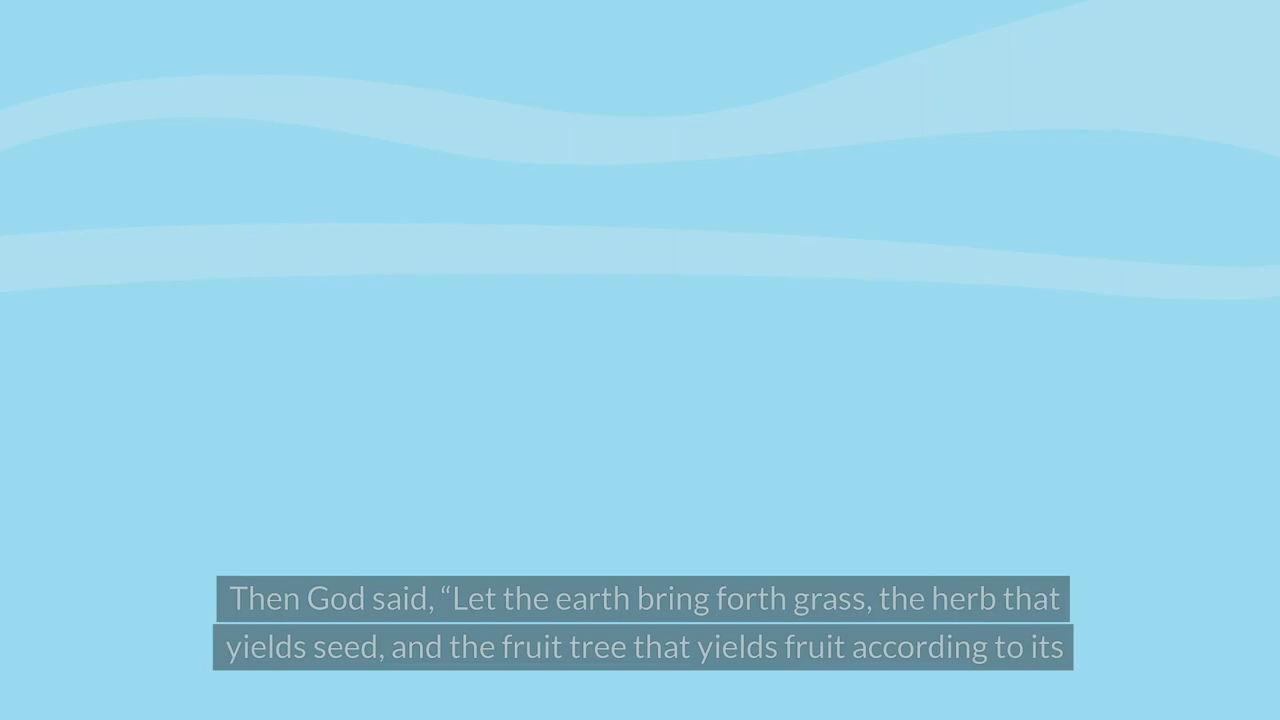 Then God said, “Let the earth bring forth grass, the herb that
yields seed, and the fruit tree that yields fruit according to its